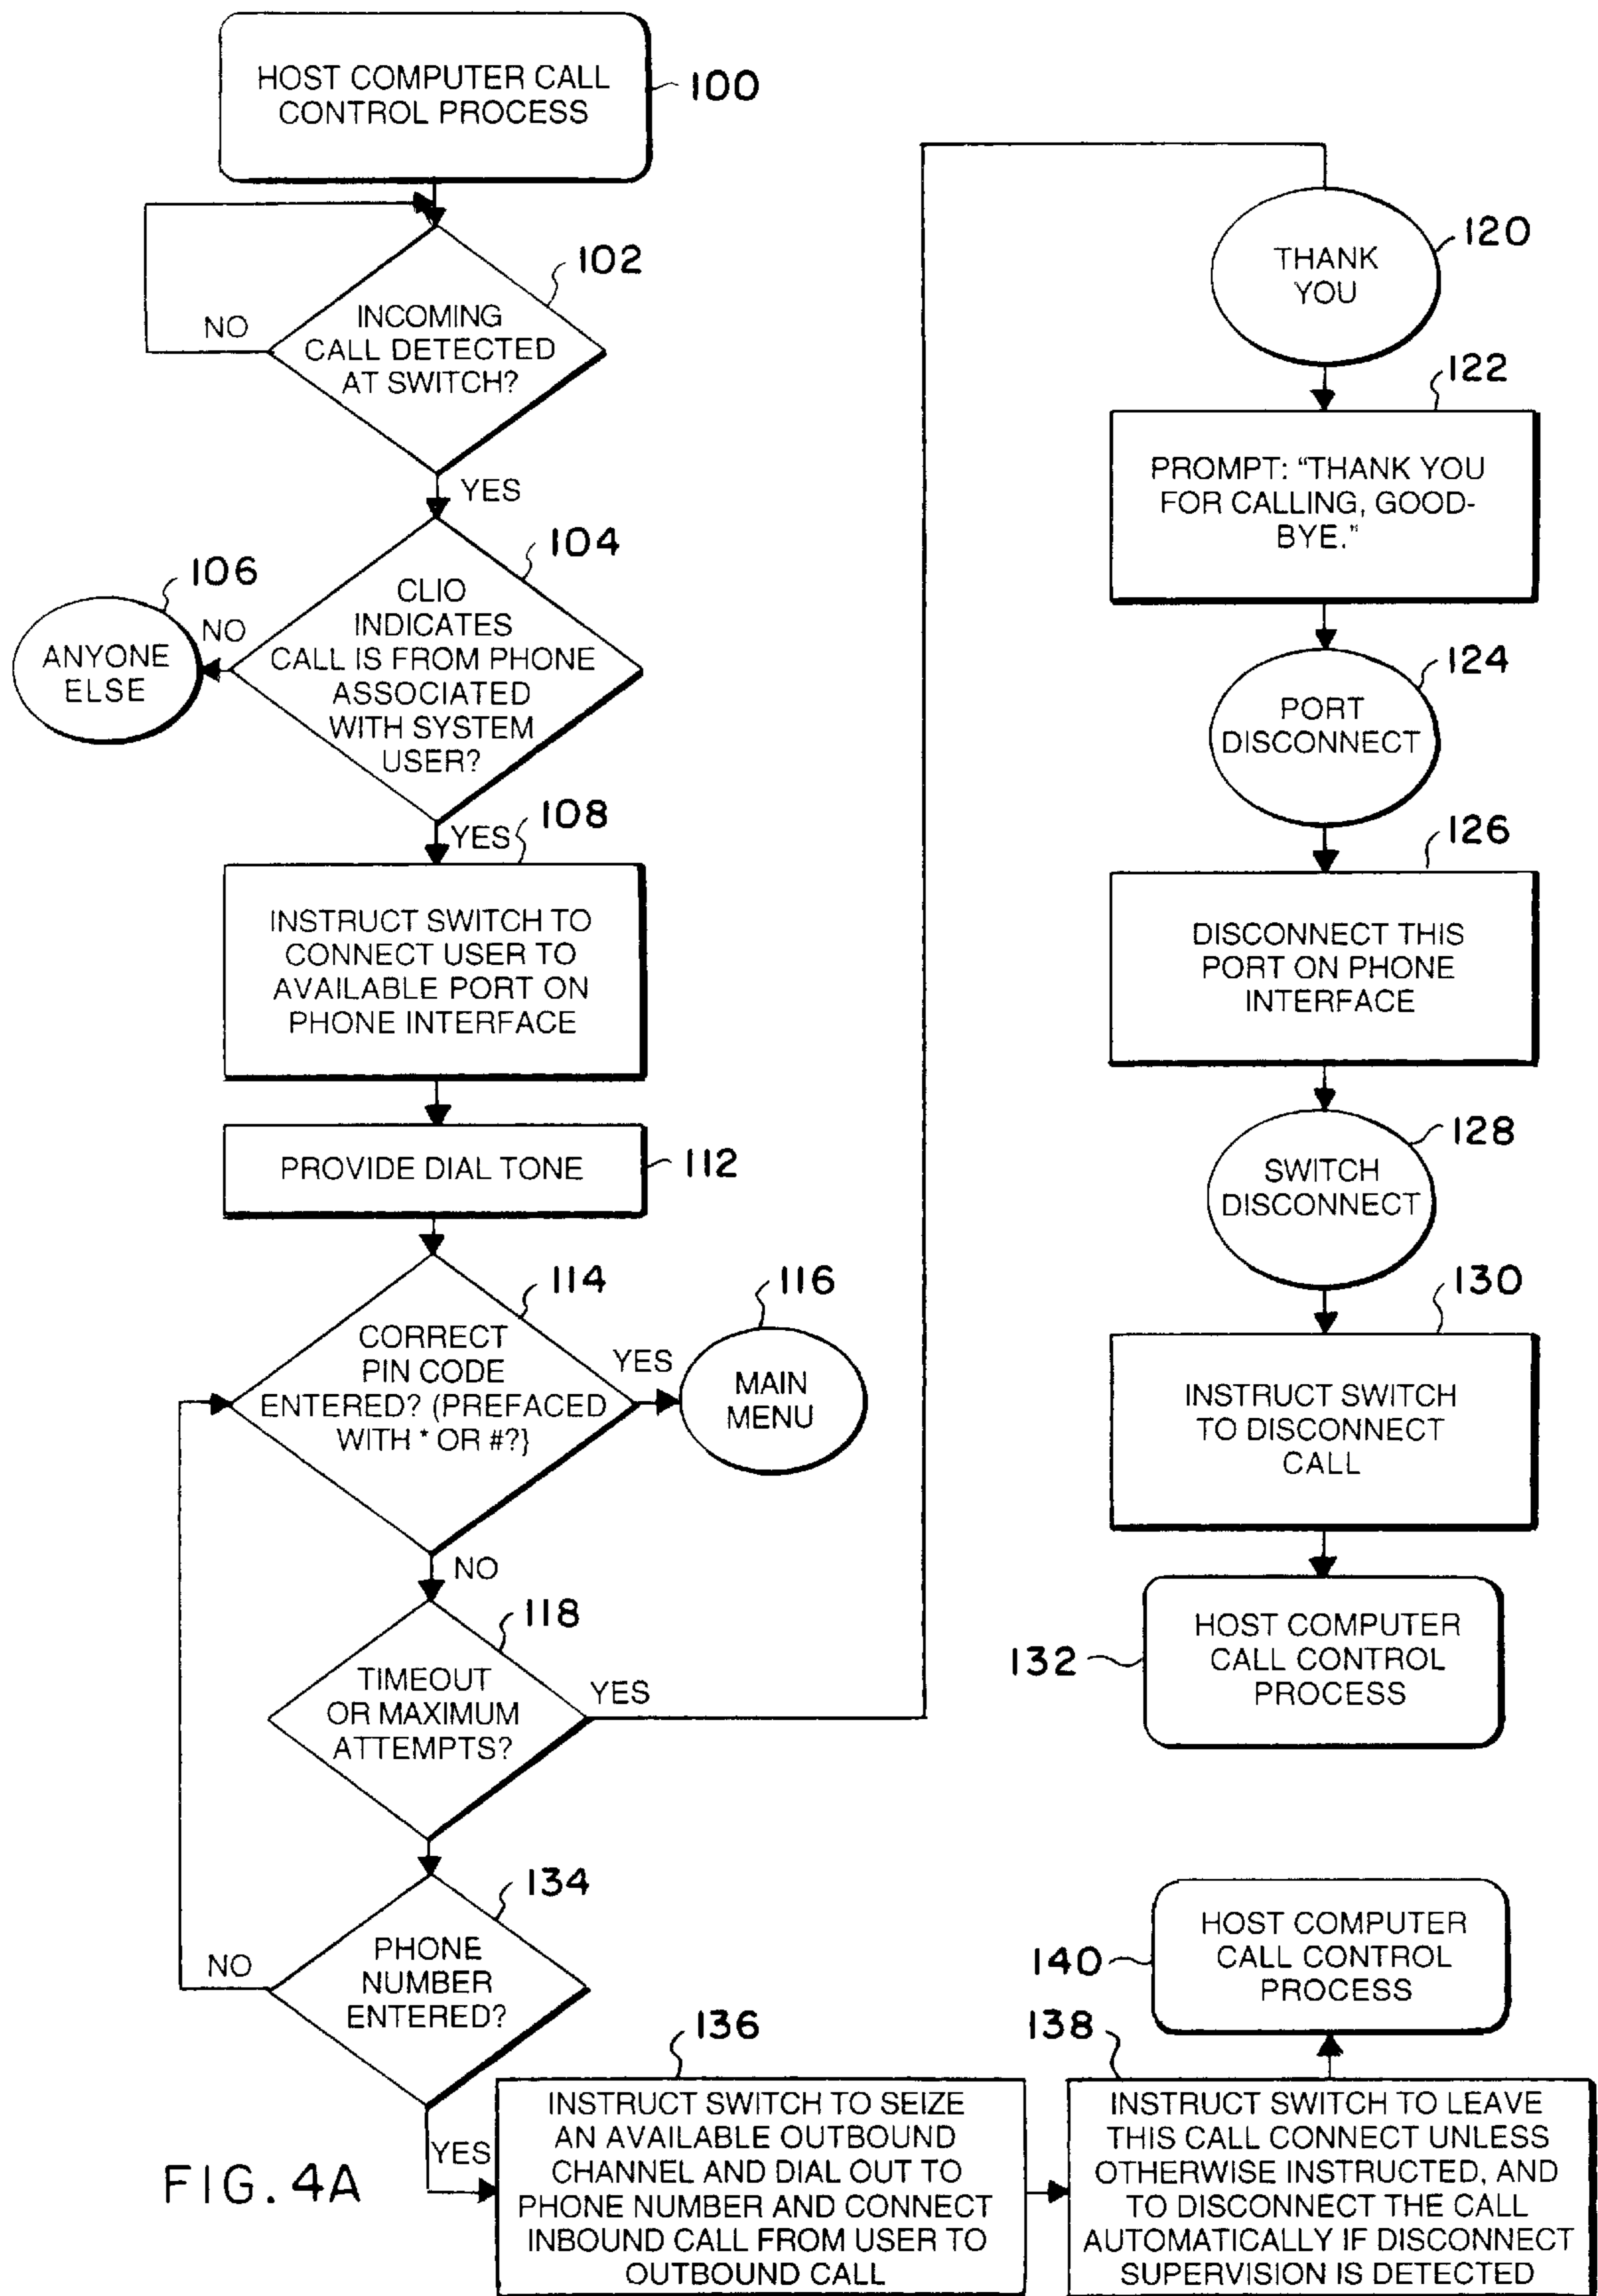 HOST COMPUTER CALL
CONTROL PROCESS
100
102
INCOMING
CALL DETECTED
AT SWITCH?
NO
YES
104
CLIO
INDICATES
CALL IS FROM PHONE
ASSOCIATED
WITH SYSTEM
USER?
106
NO
ANYONE
ELSE
YES
108
INSTRUCT SWITCH TO
CONNECT USER TO
AVAILABLE PORT ON
PHONE INTERFACE
PROVIDE DIAL TONE
112
114
CORRECT
PIN CODE
ENTERED? (PREFACED
WITH * OR #?}
YES
116
MAIN
MENU
NO
118
TIMEOUT
OR MAXIMUM
ATTEMPTS?
YES
134
PHONE
NUMBER
ENTERED?
NO
YES
120
THANK
YOU
122
PROMPT: “THANK YOU
FOR CALLING, GOOD-
BYE.”
124
PORT
DISCONNECT
126
DISCONNECT THIS
PORT ON PHONE
INTERFACE
128
SWITCH
DISCONNECT
130
INSTRUCT SWITCH
TO DISCONNECT
CALL
132
HOST COMPUTER
CALL CONTROL
PROCESS
136
INSTRUCT SWITCH TO SEIZE
AN AVAILABLE OUTBOUND
CHANNEL AND DIAL OUT TO
PHONE NUMBER AND CONNECT
INBOUND CALL FROM USER TO
OUTBOUND CALL
138
INSTRUCT SWITCH TO LEAVE
THIS CALL CONNECT UNLESS
OTHERWISE INSTRUCTED, AND
TO DISCONNECT THE CALL
AUTOMATICALLY IF DISCONNECT
SUPERVISION IS DETECTED
140
HOST COMPUTER
CALL CONTROL
PROCESS
FIG. 4A